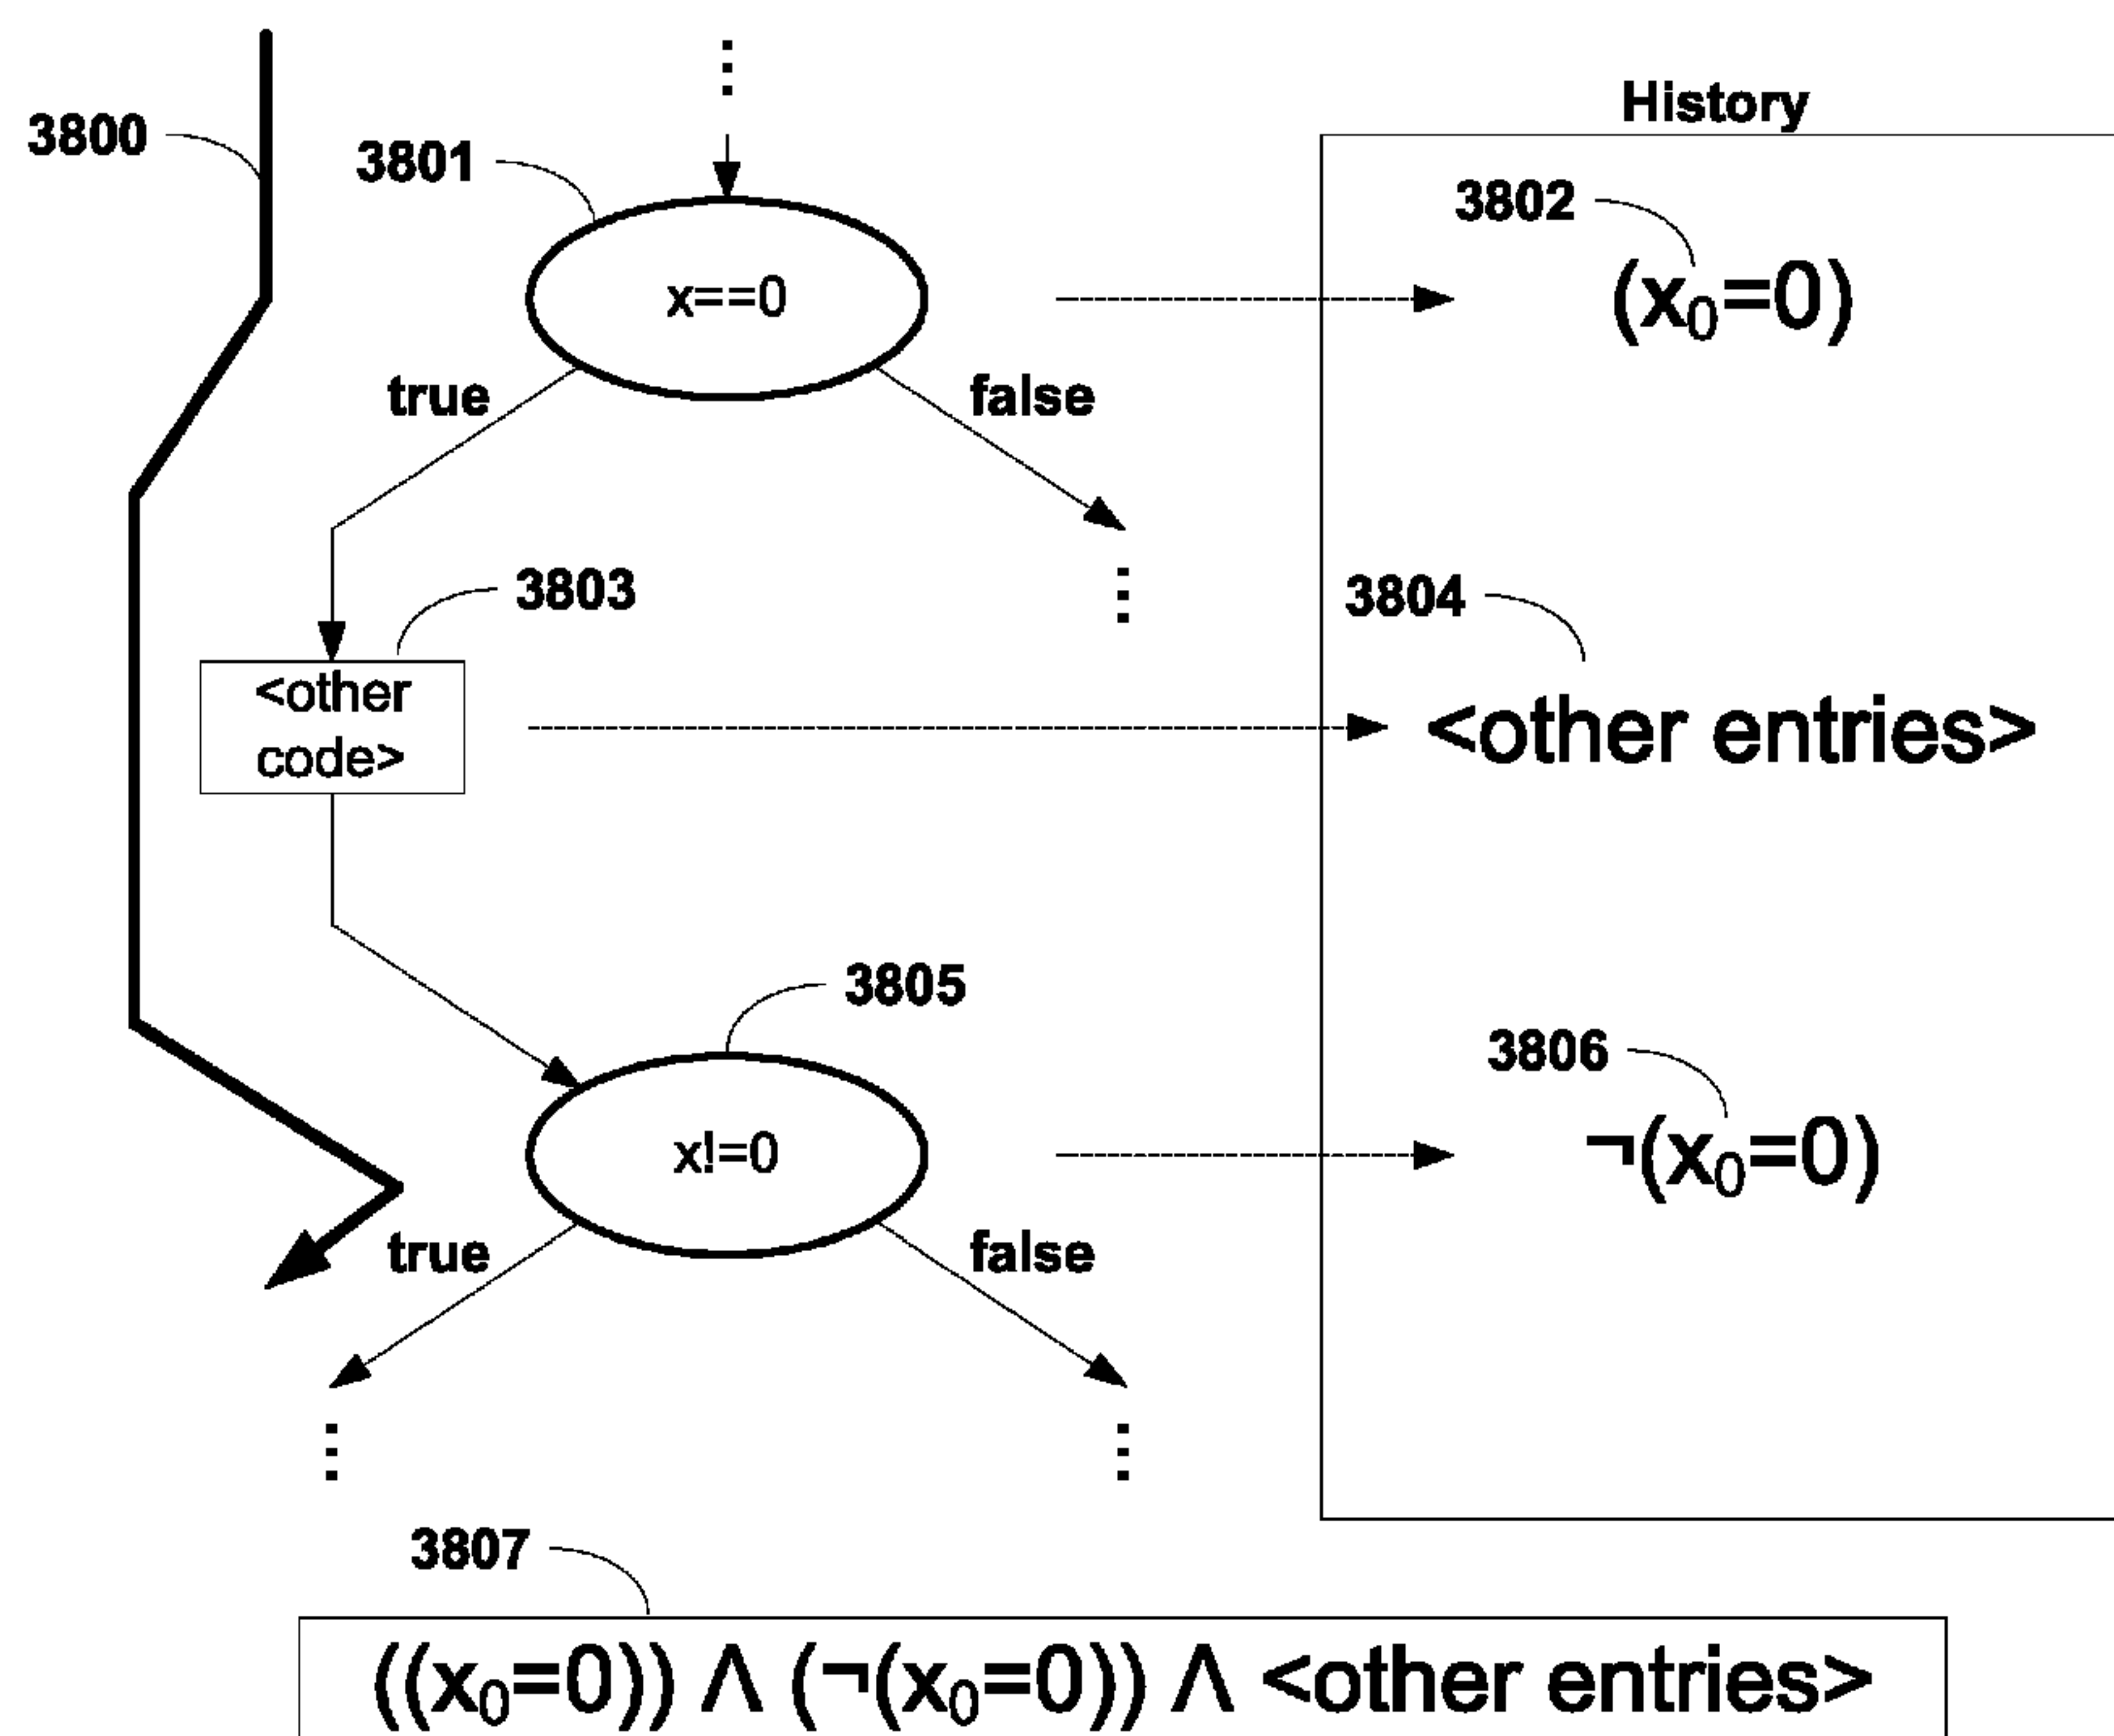 History
3800
3801
3802
x==0
(x₀=0)
true
false
3803
3804
<other
code>
<other entries>
3805
3806
x!=0
¬(x₀=0)
true
false
3807
((x₀=0)) Λ (¬(x₀=0)) Λ <other entries>